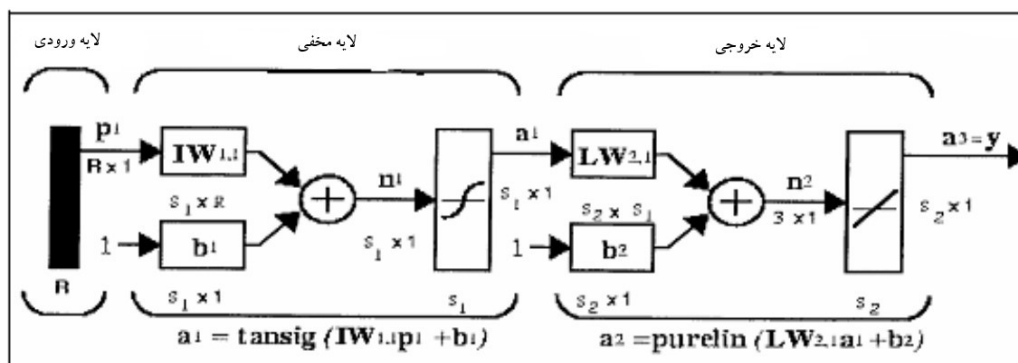 لایه ورودی
لایه مخفی
لایه خروجی
p1
R × 1
IW1,1
S1 × R
1
b1
S1 × 1
R
n1
S1 × 1
S1
a1 = tansig (IW1,1p1 +b1)
a1
S1 × 1
LW2,1
S2 × S1
1
b2
S2 × 1
n2
3 × 1
S2
a3=y
S2 × 1
a2 =purelin (LW2,1a1 +b2)